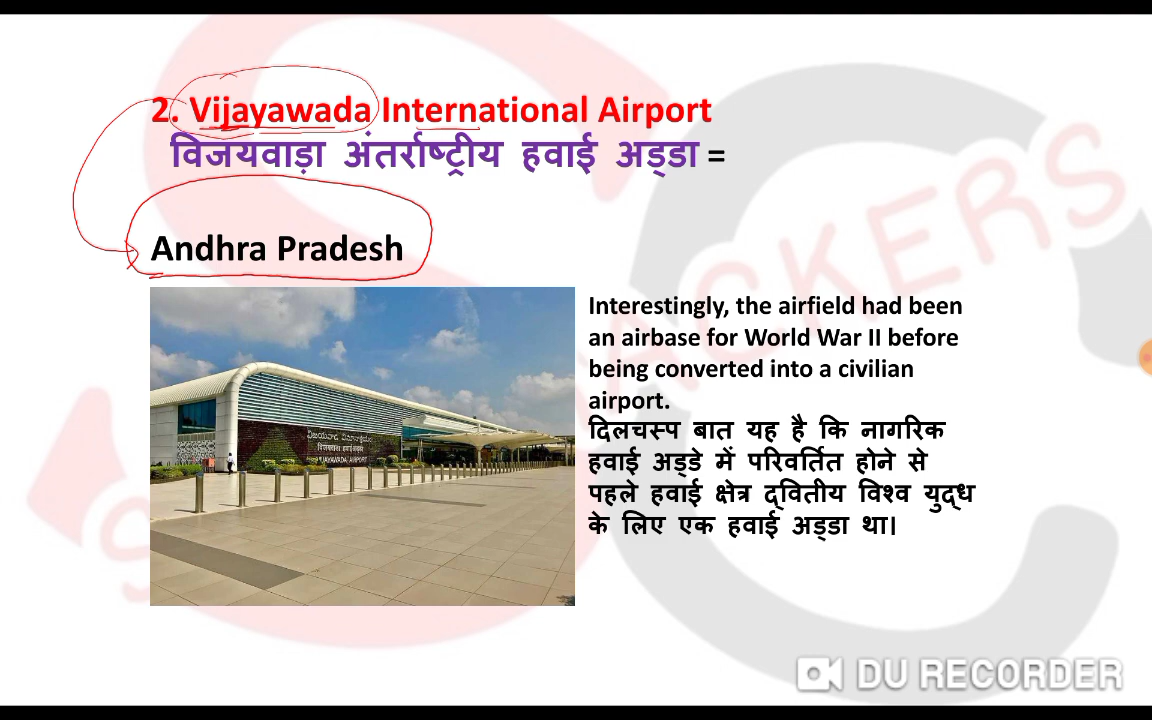 2. Vijayawada International Airport
विजयवाड़ा अंतर्राष्ट्रीय हवाई अड्डा =
Andhra Pradesh
Interestingly, the airfield had been
an airbase for World War II before
being converted into a civilian
airport.
दिलचस्प बात यह है कि नागरिक
हवाई अड्डे में परिवर्तित होने से
पहले हवाई क्षेत्र द्वितीय विश्व युद्ध
के लिए एक हवाई अड्डा था।
VIJAYAWADA AIRPORT
DU RECORDER